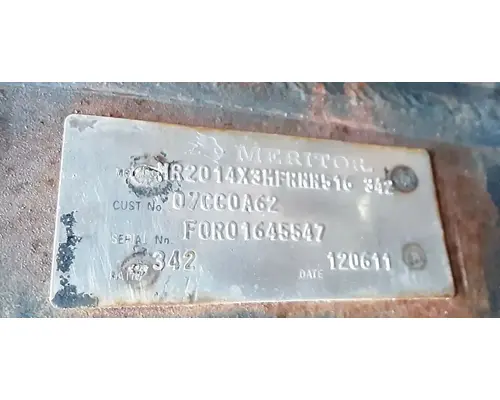 MERITOR
MR2014X3HFRNN516 342
CUST No 07CC0A62
SERIAL No. F0R01645547
342 DATE 120611